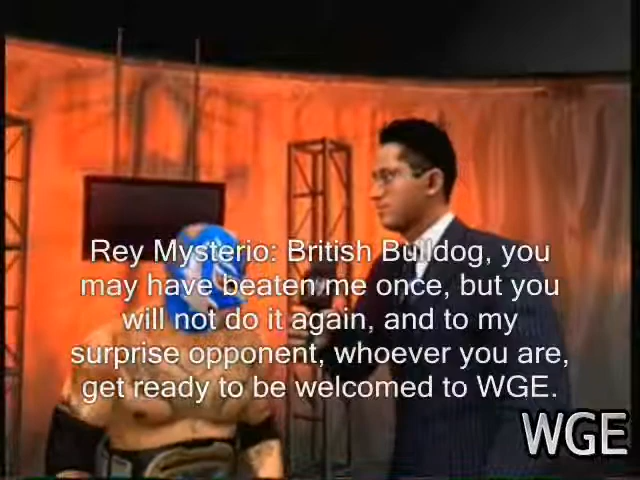 Rey Mysterio: British Bulldog, you
may have beaten me once, but you
will not do it again, and to my
surprise opponent, whoever you are,
get ready to be welcomed to WGE.
WGE